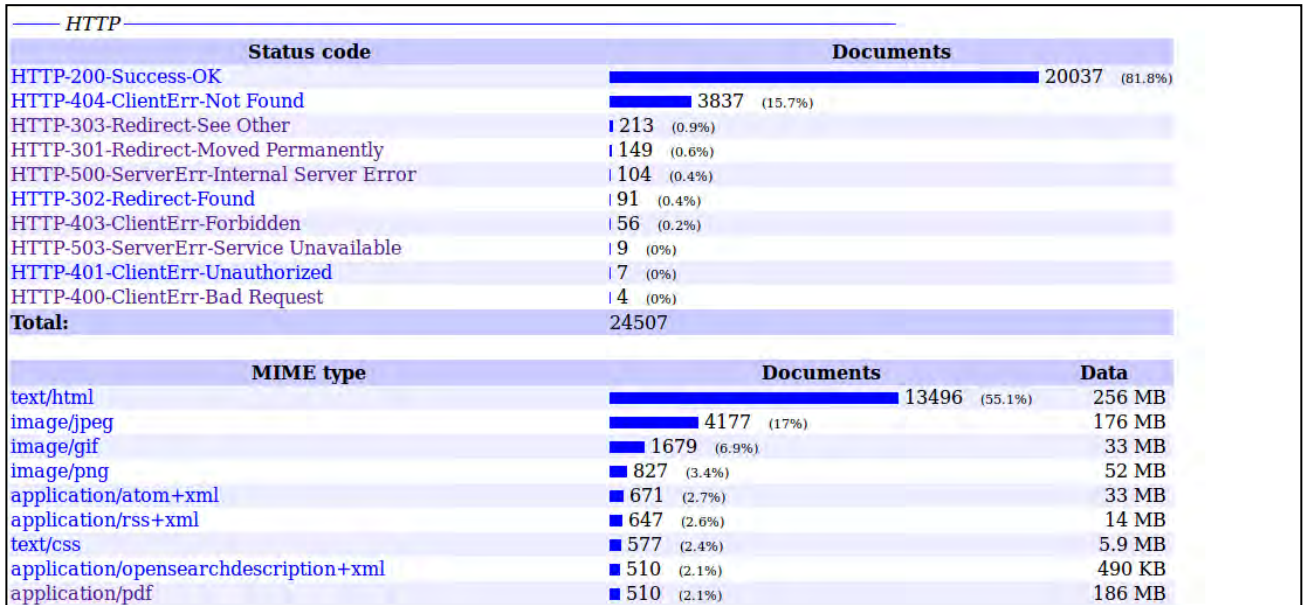 HTTP
Status code Documents
HTTP-200-Success-OK 20037 (81.8%)
HTTP-404-ClientErr-Not Found 3837 (15.7%)
HTTP-303-Redirect-See Other 213 (0.9%)
HTTP-301-Redirect-Moved Permanently 149 (0.6%)
HTTP-500-ServerErr-Internal Server Error 104 (0.4%)
HTTP-302-Redirect-Found 91 (0.4%)
HTTP-403-ClientErr-Forbidden 56 (0.2%)
HTTP-503-ServerErr-Service Unavailable 9 (0%)
HTTP-401-ClientErr-Unauthorized 7 (0%)
HTTP-400-ClientErr-Bad Request 4 (0%)
Total: 24507
MIME type Documents Data
text/html 13496 (55.1%) 256 MB
image/jpeg 4177 (17%) 176 MB
image/gif 1679 (6.9%) 33 MB
image/png 827 (3.4%) 52 MB
application/atom+xml 671 (2.7%) 33 MB
application/rss+xml 647 (2.6%) 14 MB
text/css 577 (2.4%) 5.9 MB
application/opensearchdescription+xml 510 (2.1%) 490 KB
application/pdf 510 (2.1%) 186 MB